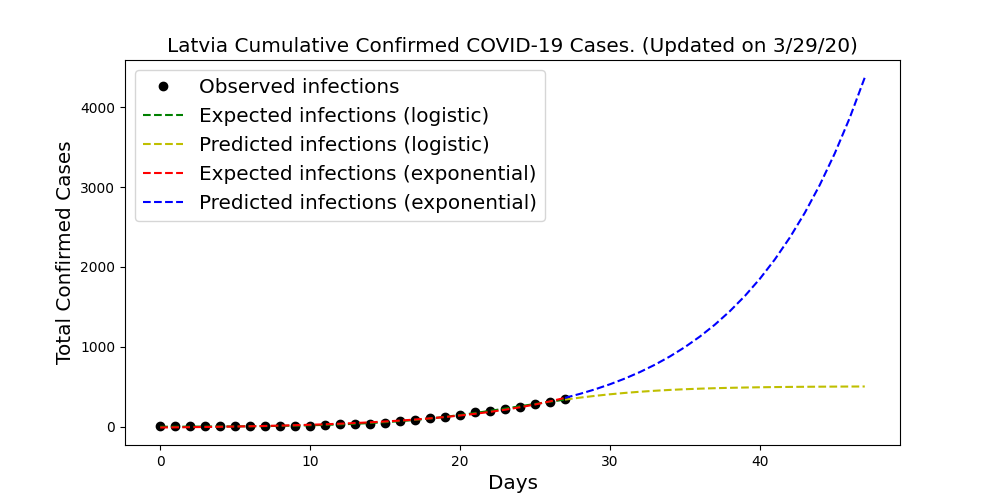 Latvia Cumulative Confirmed COVID-19 Cases. (Updated on 3/29/20)
Observed infections
Expected infections (logistic)
Predicted infections (logistic)
Expected infections (exponential)
Predicted infections (exponential)
Total Confirmed Cases
4000
3000
2000
1000
0
0 10 20 30 40
Days